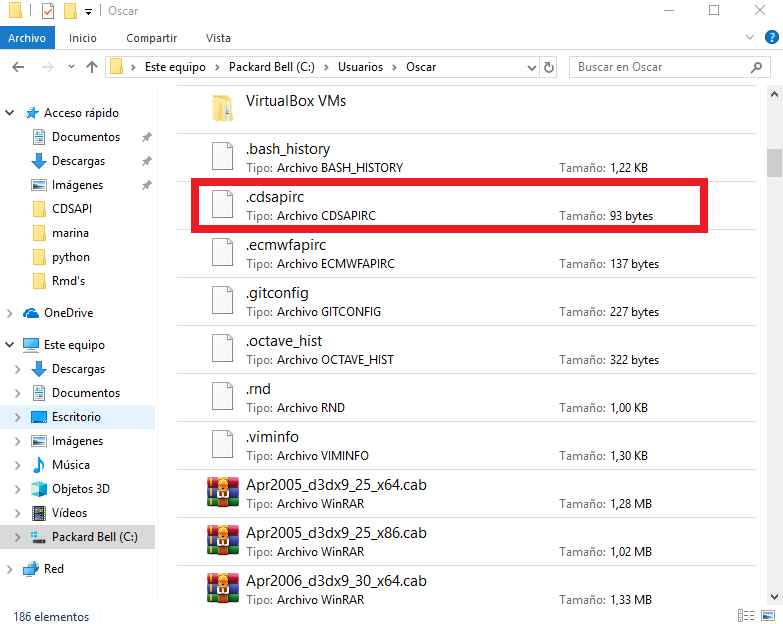 Oscar
Archivo Inicio Compartir Vista
Este equipo Packard Bell (C:) Usuarios Oscar Buscar en Oscar
Acceso rápido
Documentos
Descargas
Imágenes
CDSAPI
marina
python
Rmd's
OneDrive
Este equipo
Descargas
Documentos
Escritorio
Imágenes
Música
Objetos 3D
Vídeos
Packard Bell (C:)
Red
VirtualBox VMs
.bash_history
Tipo: Archivo BASH_HISTORY Tamaño: 1,22 KB
.cdsapirc
Tipo: Archivo CDSAPIRC Tamaño: 93 bytes
.ecmwfapirc
Tipo: Archivo ECMWFAPIRC Tamaño: 137 bytes
.gitconfig
Tipo: Archivo GITCONFIG Tamaño: 227 bytes
.octave_hist
Tipo: Archivo OCTAVE_HIST Tamaño: 322 bytes
.rnd
Tipo: Archivo RND Tamaño: 1,00 KB
.viminfo
Tipo: Archivo VIMINFO Tamaño: 1,30 KB
Apr2005_d3dx9_25_x64.cab
Tipo: Archivo WinRAR Tamaño: 1,28 MB
Apr2005_d3dx9_25_x86.cab
Tipo: Archivo WinRAR Tamaño: 1,02 MB
Apr2006_d3dx9_30_x64.cab
Tipo: Archivo WinRAR Tamaño: 1,33 MB
186 elementos